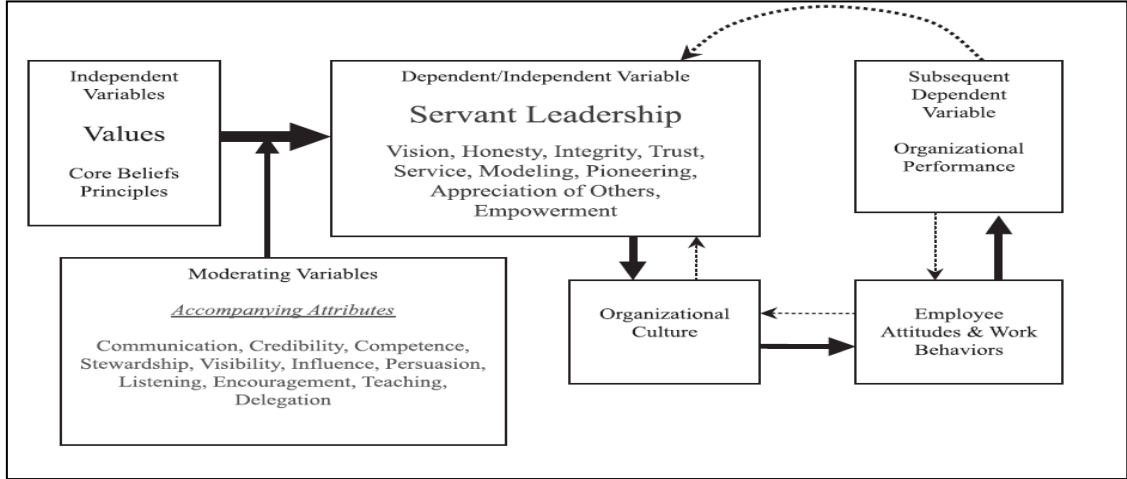 Independent
Variables
Values
Core Beliefs
Principles
Dependent/Independent Variable
Servant Leadership
Vision, Honesty, Integrity, Trust,
Service, Modeling, Pioneering,
Appreciation of Others,
Empowerment
Subsequent
Dependent
Variable
Organizational
Performance
Moderating Variables
Accompanying Attributes
Communication, Credibility, Competence,
Stewardship, Visibility, Influence, Persuasion,
Listening, Encouragement, Teaching,
Delegation
Organizational
Culture
Employee
Attitudes & Work
Behaviors